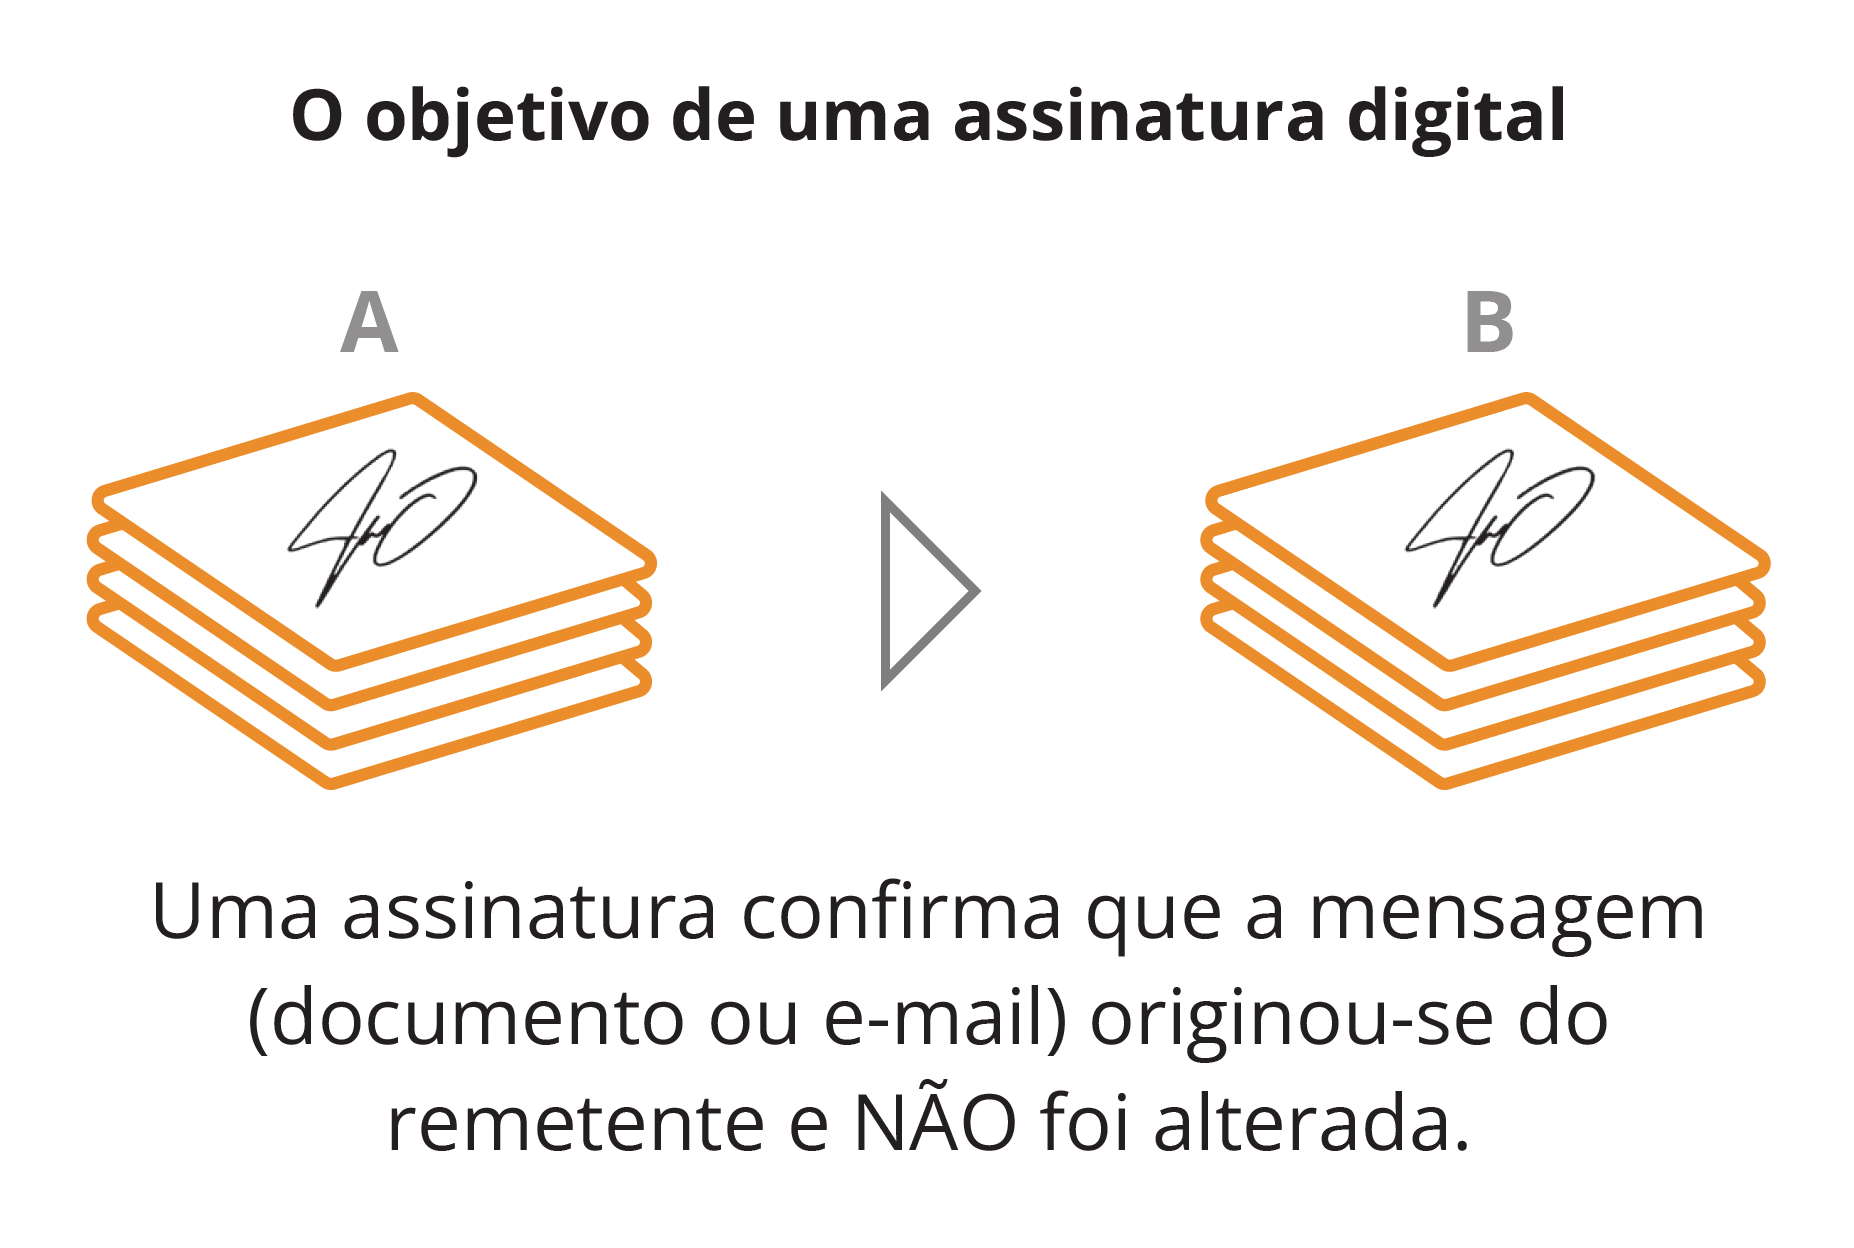 O objetivo de uma assinatura digital
A
B
Uma assinatura confirma que a mensagem
(documento ou e-mail) originou-se do
remetente e NÃO foi alterada.